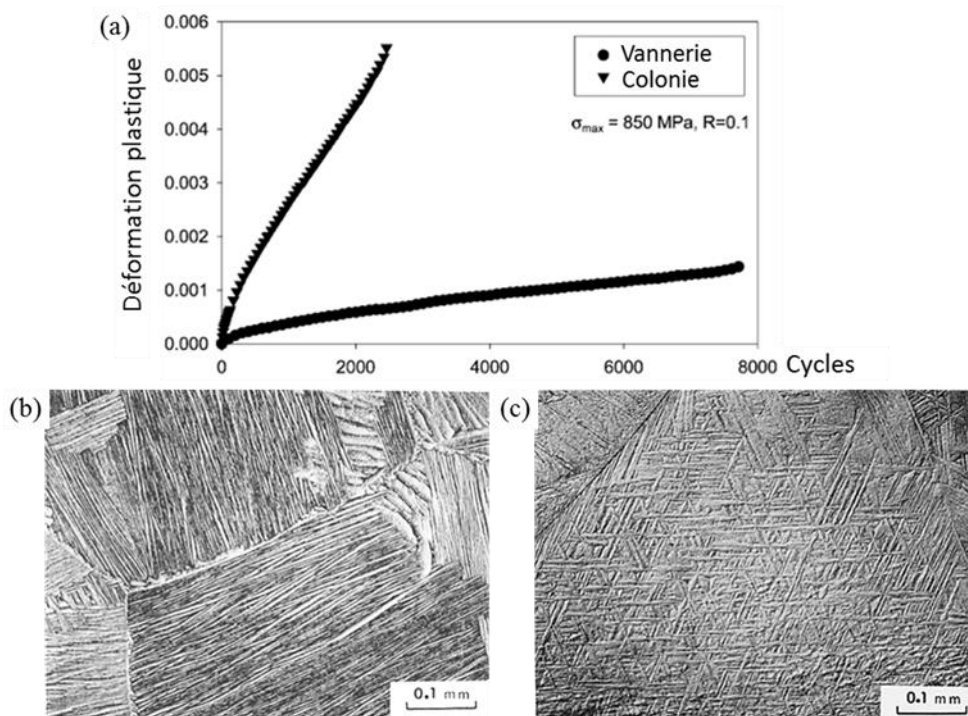 (a)
0.006
0.005
0.004
0.003
0.002
0.001
0.000
Déformation plastique
Vannerie
Colonie
σmax = 850 MPa, R=0.1
0
2000
4000
6000
8000
Cycles
(b)
0.1 mm
(c)
0.1 mm